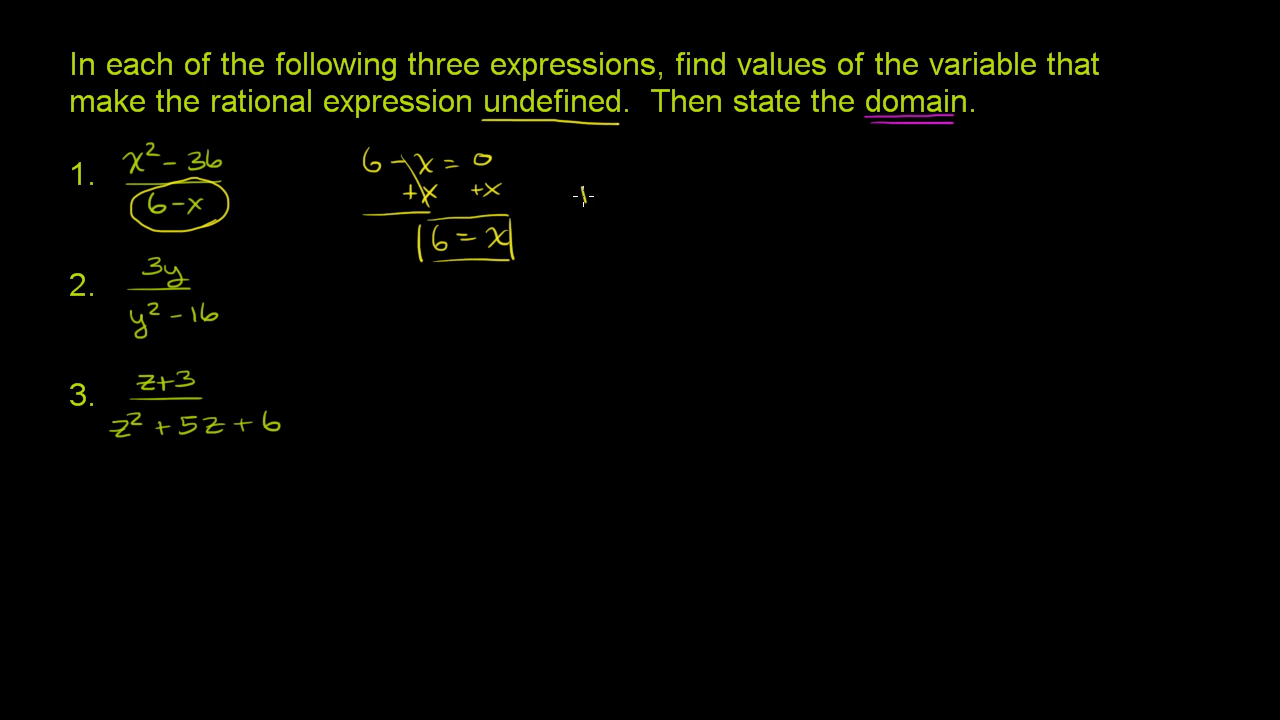 In each of the following three expressions, find values of the variable that
make the rational expression undefined. Then state the domain.
1. x² - 36
6 - x
6 - x = 0
+x +x
6 = x
2. 3y
y² - 16
3. z+3
z² + 5z + 6